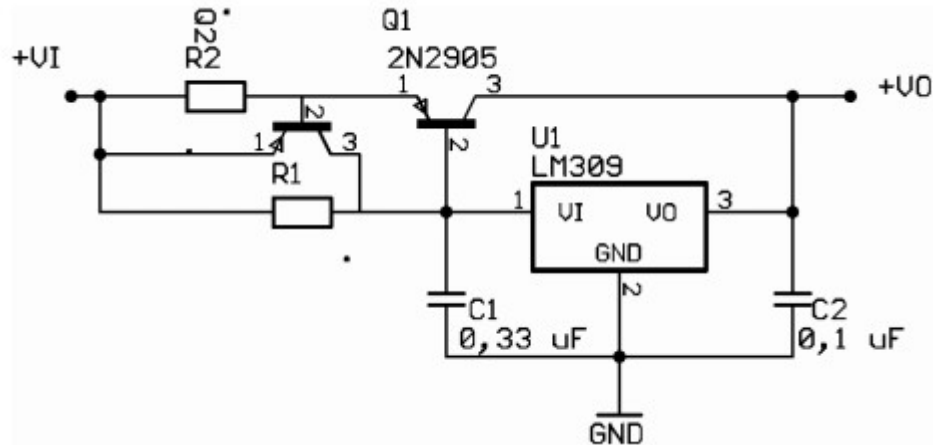 Q2
R2
Q1
2N2905
+VI
1
3
+VO
2
1
3
2
R1
U1
LM309
1
VI
VO
3
GND
2
C1
0,33 uF
C2
0,1 uF
GND